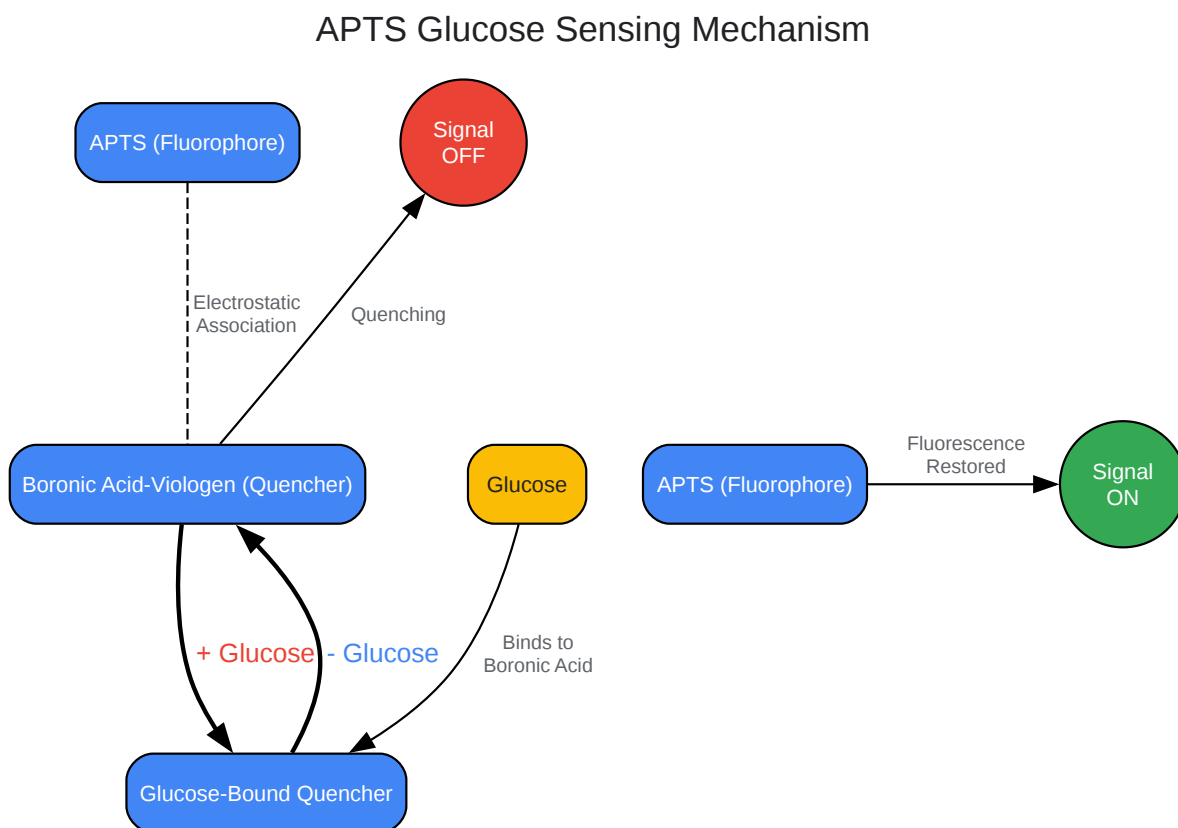 APTS Glucose Sensing Mechanism
APTS (Fluorophore)
Signal
OFF
Electrostatic
Association
Quenching
Boronic Acid-Viologen (Quencher)
Glucose
APTS (Fluorophore)
Fluorescence
Restored
Signal
ON
+ Glucose
- Glucose
Binds to
Boronic Acid
Glucose-Bound Quencher